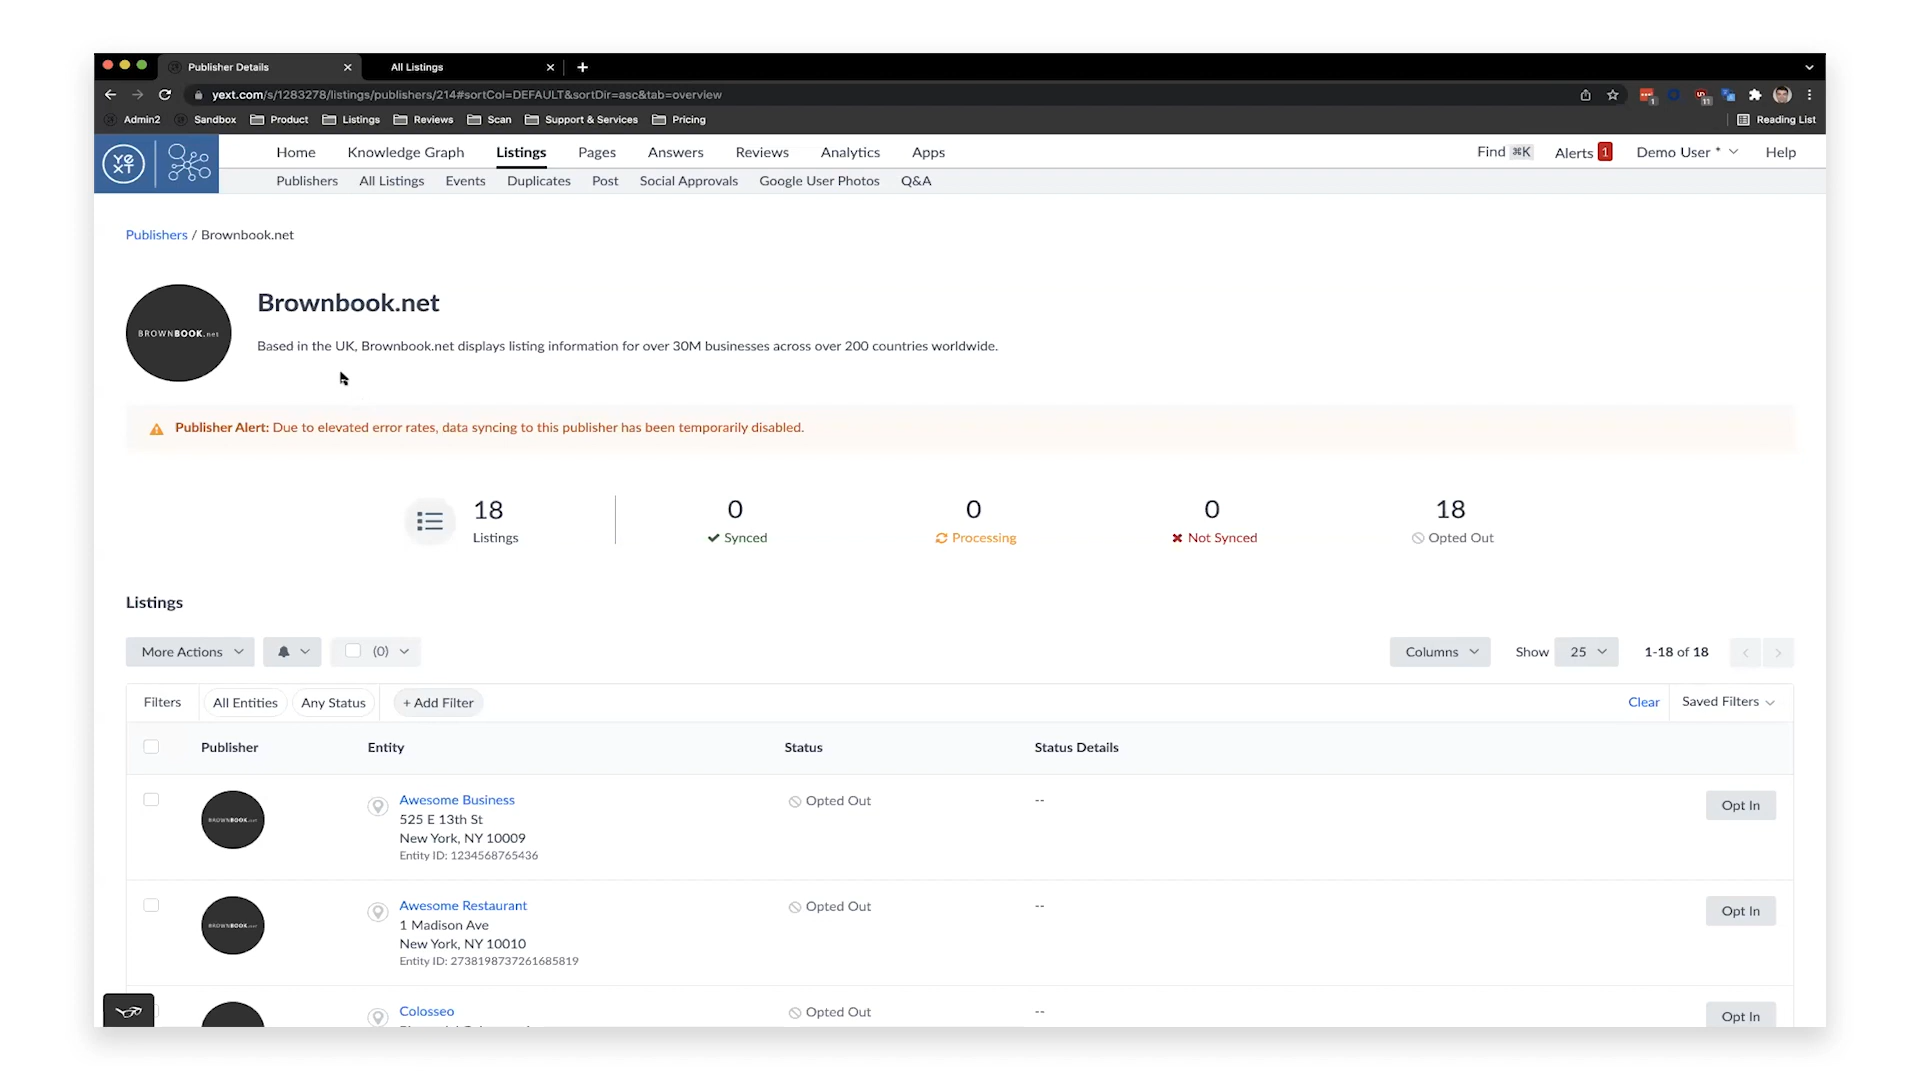 Publisher Details
All Listings
yext.com/s/1283278/listings/publishers/214#sortCol=DEFAULT&sortDir=asc&tab=overview
1
11
Admin2 Sandbox Product Listings Reviews Scan Support & Services Pricing Reading List
YEXT
Home Knowledge Graph Listings Pages Answers Reviews Analytics Apps
Find ⌘K Alerts 1 Demo User * Help
Publishers All Listings Events Duplicates Post Social Approvals Google User Photos Q&A
Publishers / Brownbook.net
BROWNBOOK.net
Brownbook.net
Based in the UK, Brownbook.net displays listing information for over 30M businesses across over 200 countries worldwide.
Publisher Alert: Due to elevated error rates, data syncing to this publisher has been temporarily disabled.
18 0 0 0 18
Listings Synced Processing Not Synced Opted Out
Listings
More Actions (0) Columns Show 25 1-18 of 18
Filters All Entities Any Status + Add Filter Clear Saved Filters
Publisher Entity Status Status Details
BROWNBOOK.net
Awesome Business Opted Out -- Opt In
525 E 13th St
New York, NY 10009
Entity ID: 1234568765436
BROWNBOOK.net
Awesome Restaurant Opted Out -- Opt In
1 Madison Ave
New York, NY 10010
Entity ID: 2738198737261685819
Colosseo Opted Out -- Opt In